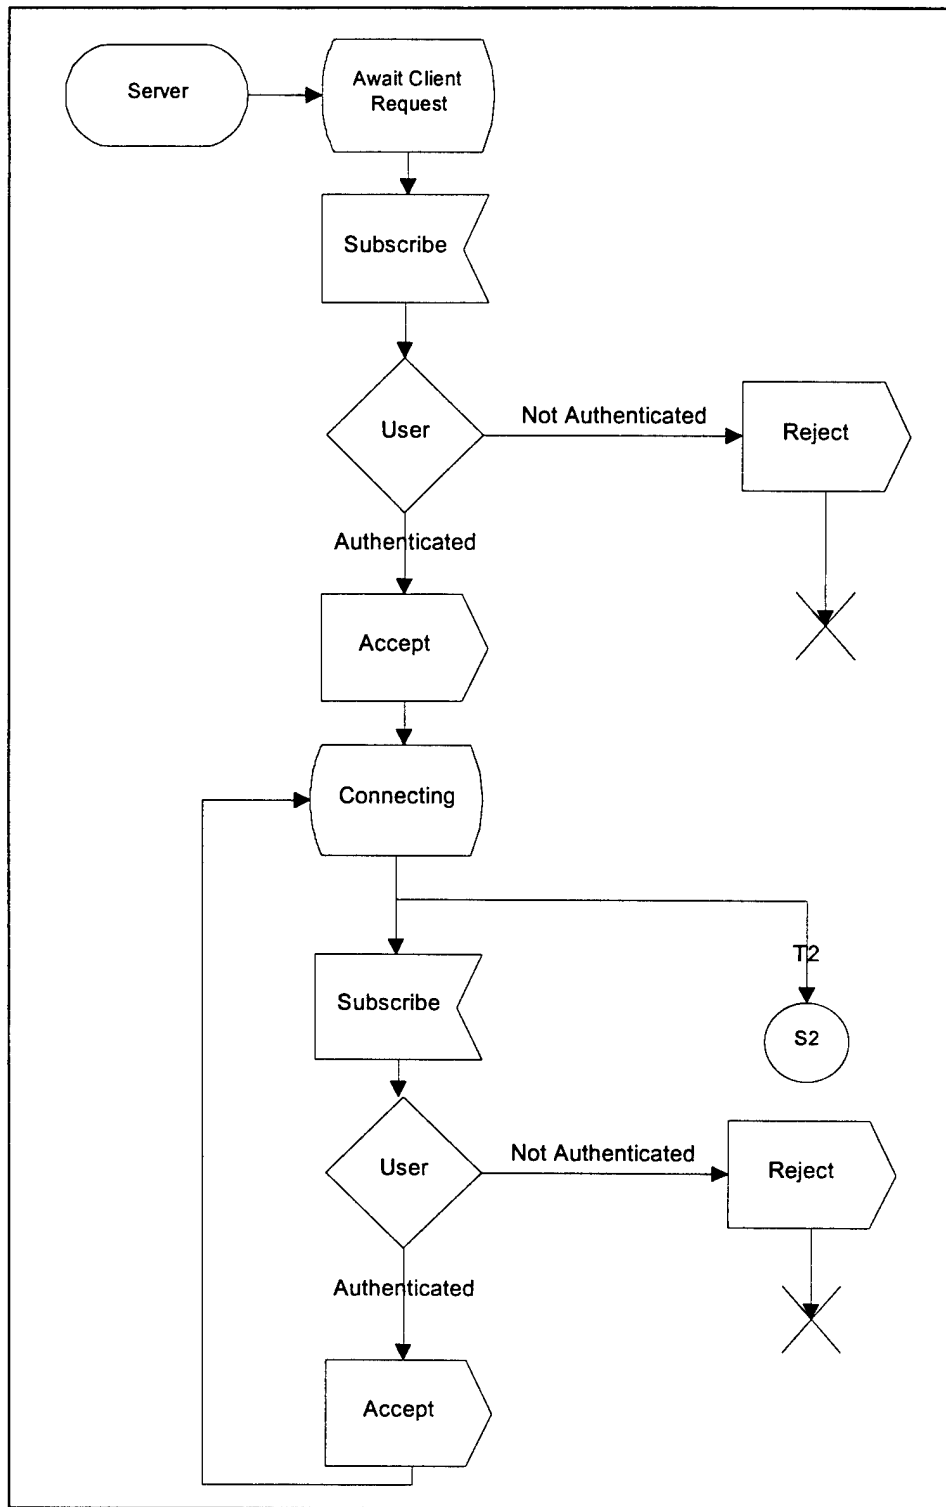 Server
Await Client
Request
Subscribe
User
Not Authenticated
Reject
Authenticated
Accept
Connecting
T2
Subscribe
S2
User
Not Authenticated
Reject
Authenticated
Accept